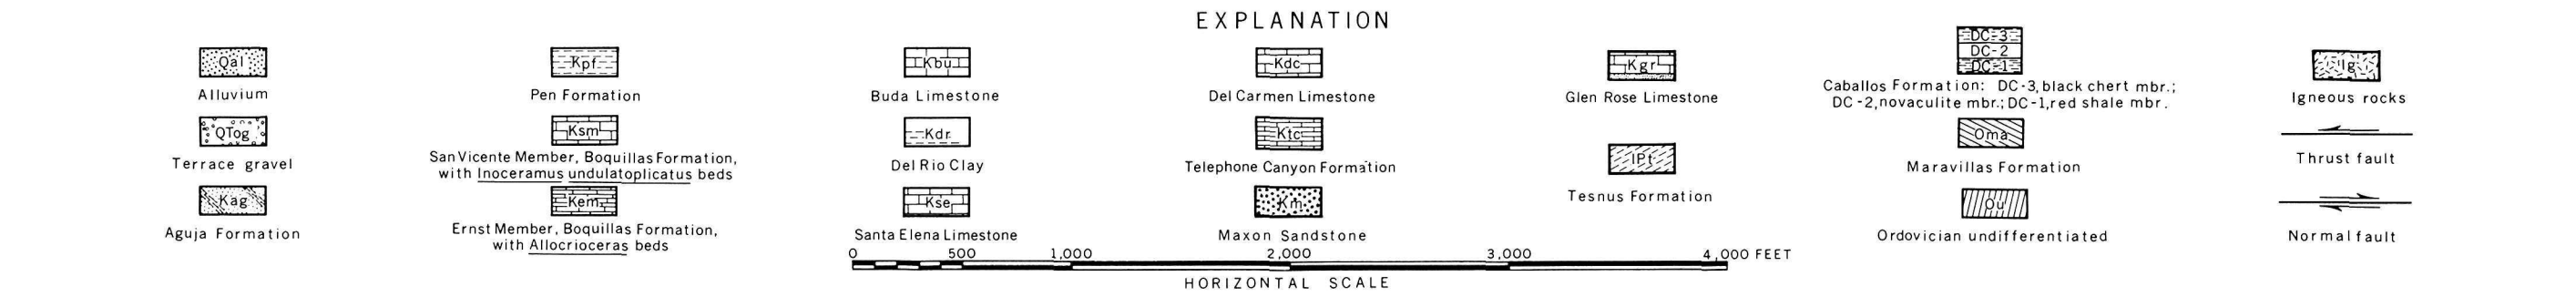 EXPLANATION
Qal
Alluvium
QTog
Terrace gravel
Kag
Aguja Formation
Kpf
Pen Formation
Ksm
San Vicente Member, Boquillas Formation,
with Inoceramus undulatoplicatus beds
Kem
Ernst Member, Boquillas Formation,
with Allocrioceras beds
Kbu
Buda Limestone
Kdr
Del Rio Clay
Kse
Santa Elena Limestone
Kdc
Del Carmen Limestone
Ktc
Telephone Canyon Formation
Km
Maxon Sandstone
Kgr
Glen Rose Limestone
IPt
Tesnus Formation
DC-3
DC-2
DC-1
Caballos Formation: DC-3, black chert mbr.;
DC-2, novaculite mbr.; DC-1, red shale mbr.
Oma
Maravillas Formation
Ou
Ordovician undifferentiated
Ig
Igneous rocks
Thrust fault
Normal fault
0 500 1,000 2,000 3,000 4,000 FEET
HORIZONTAL SCALE